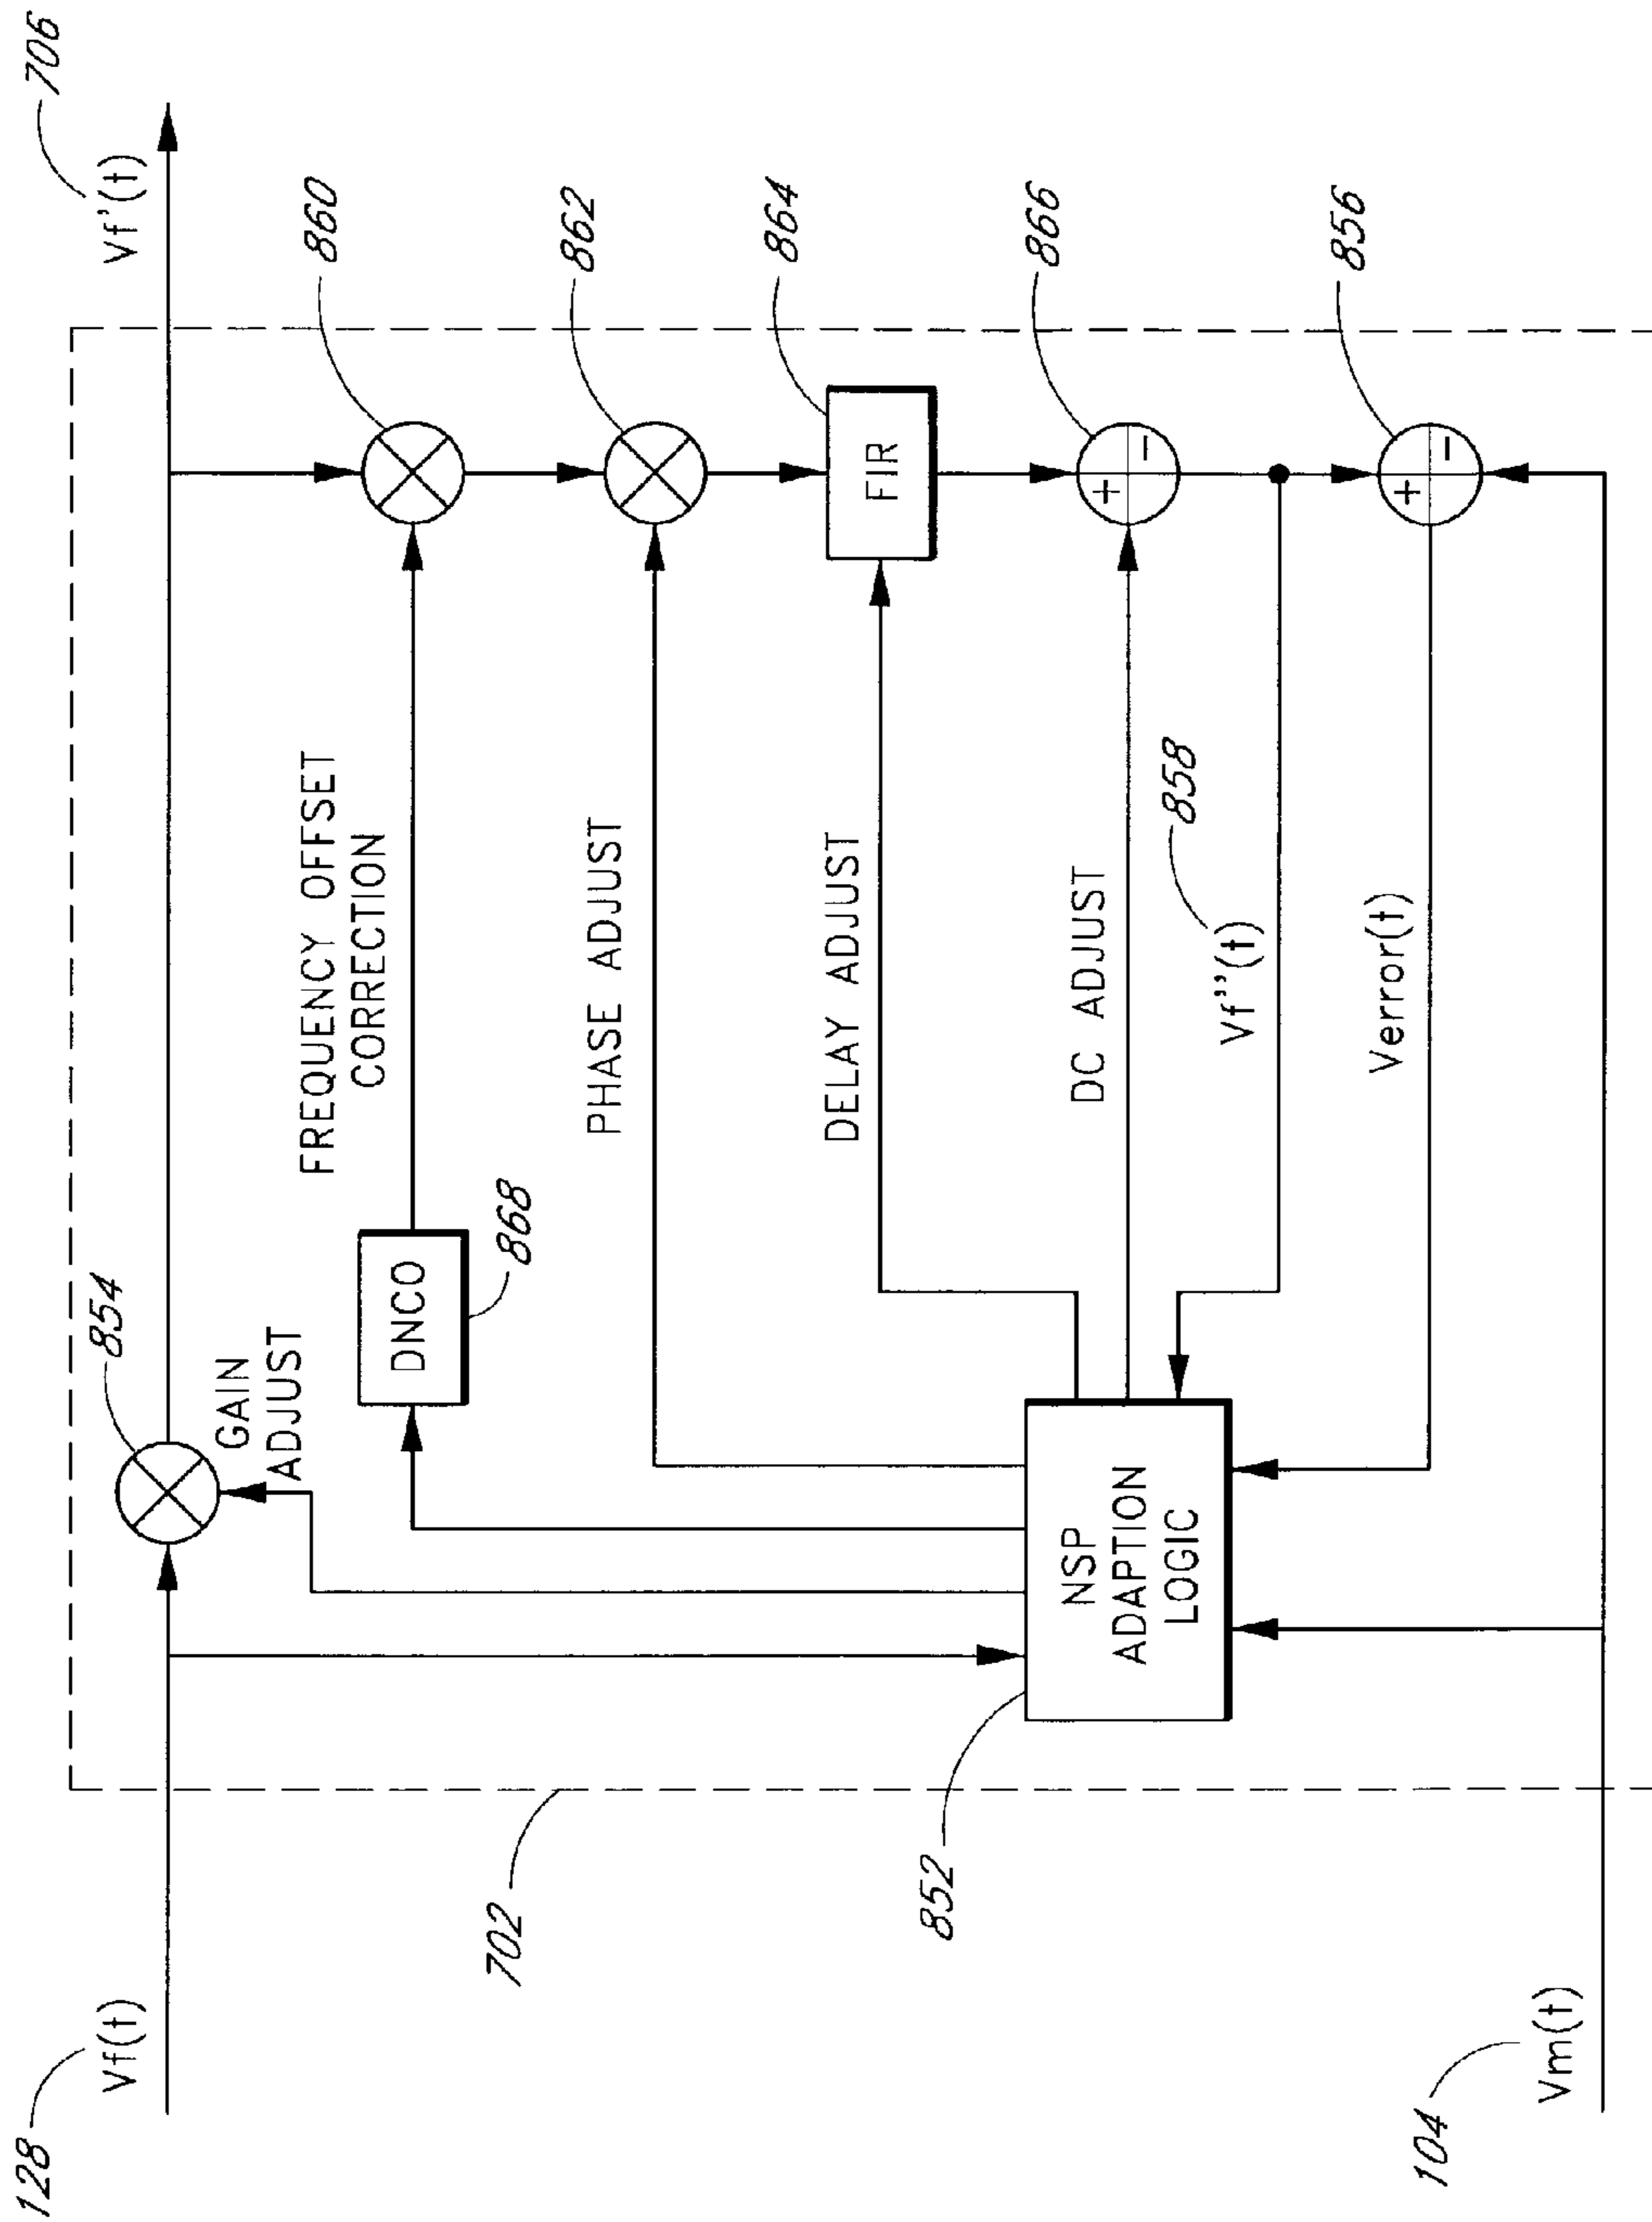 128
Vf(t)
854
GAIN
ADJUST
Vf'(t)
706
FREQUENCY OFFSET
CORRECTION
860
DNCO
868
PHASE ADJUST
862
702
DELAY ADJUST
FIR
864
852
NSP
ADAPTION
LOGIC
DC ADJUST
+
−
866
Vf''(t)
858
Verror(t)
+
−
856
104
Vm(t)